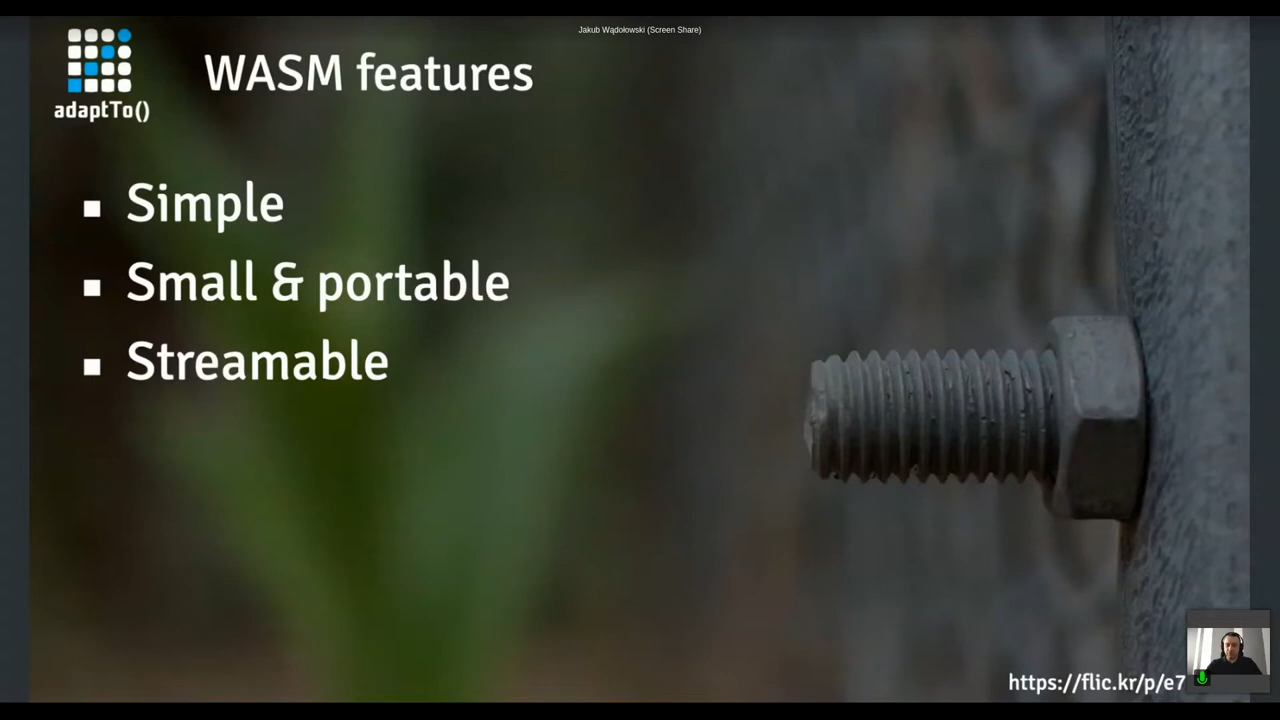 Jakub Wądołowski (Screen Share)
adaptTo()
WASM features
Simple
Small & portable
Streamable
https://flic.kr/p/e7